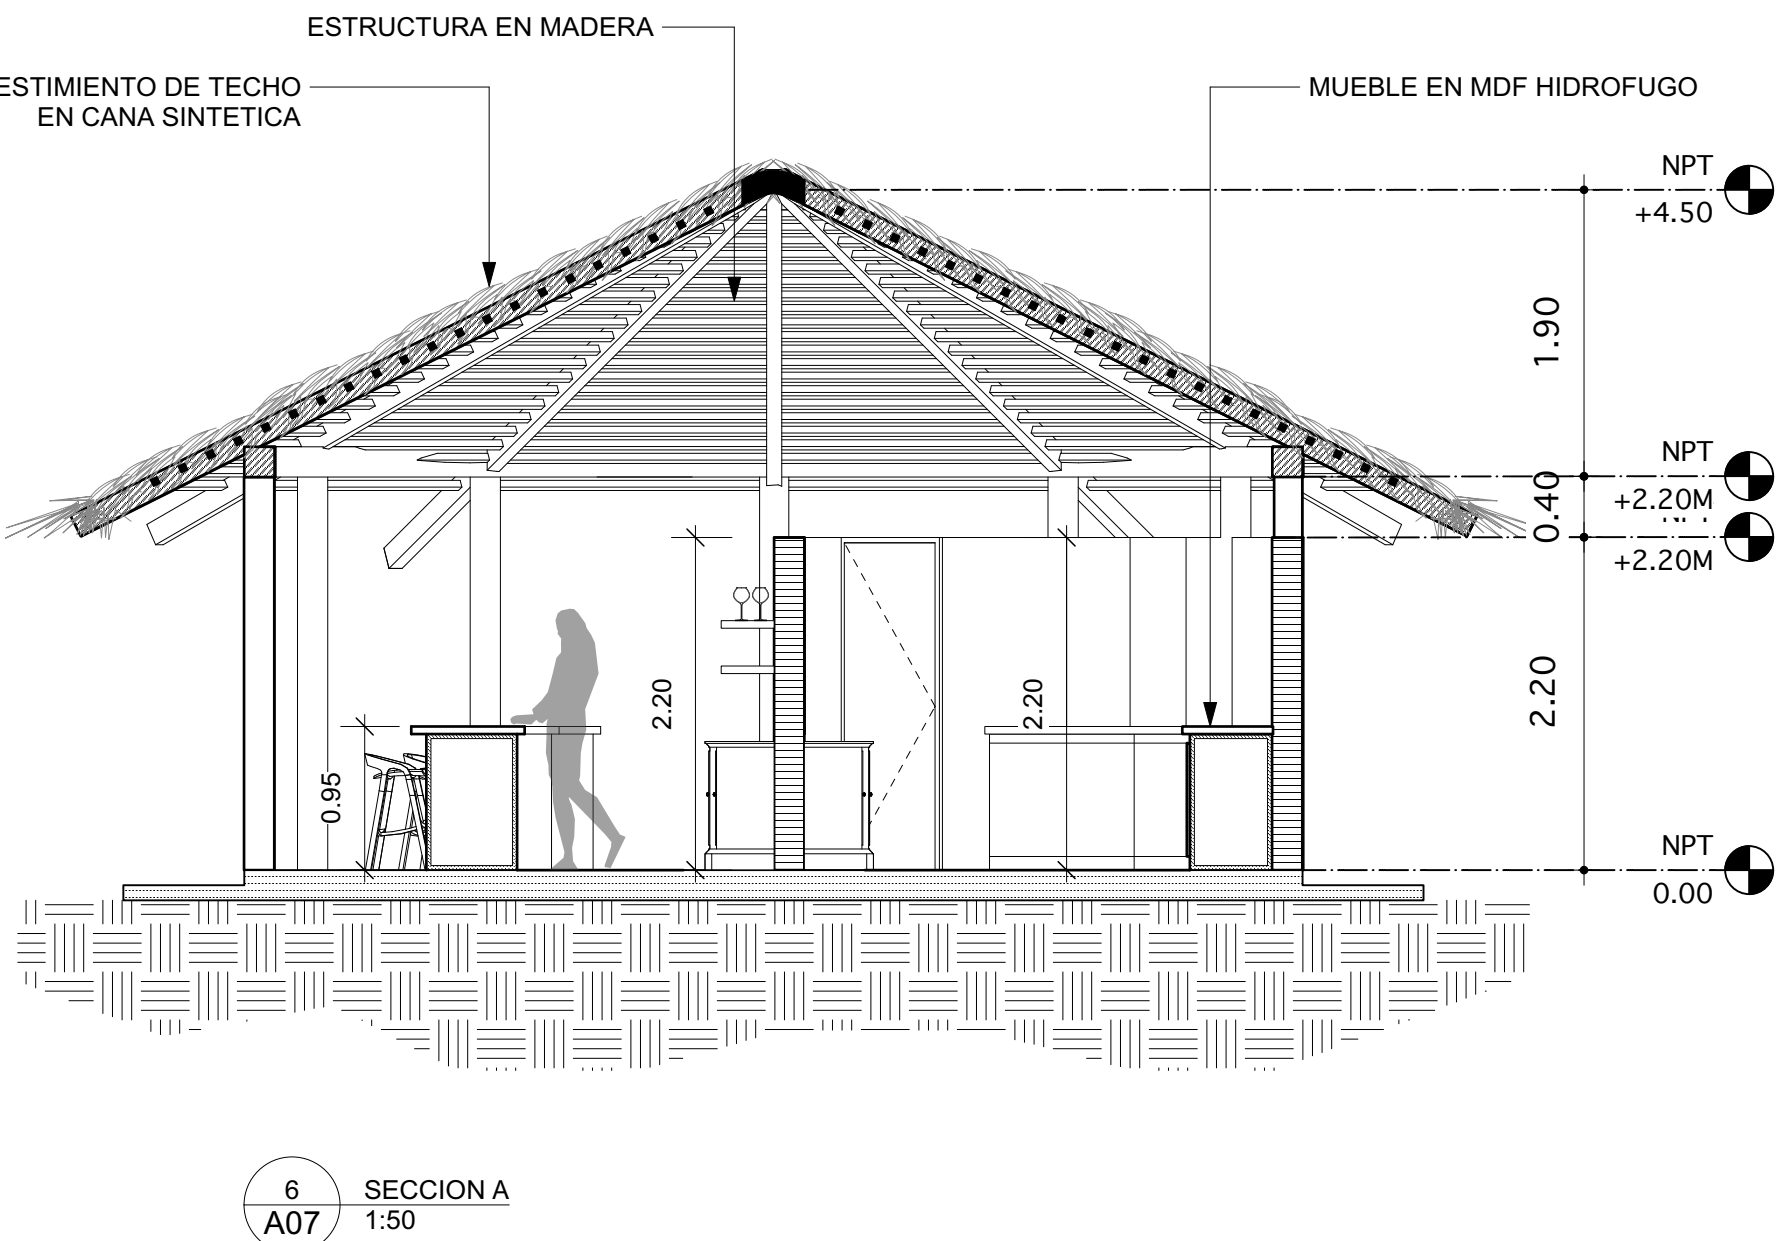 ESTRUCTURA EN MADERA
ESTIMIENTO DE TECHO
EN CANA SINTETICA
MUEBLE EN MDF HIDROFUGO
NPT
+4.50
1.90
NPT
+2.20M
0.40
+2.20M
2.20
2.20
2.20
0.95
NPT
0.00
6
A07
SECCION A
1:50